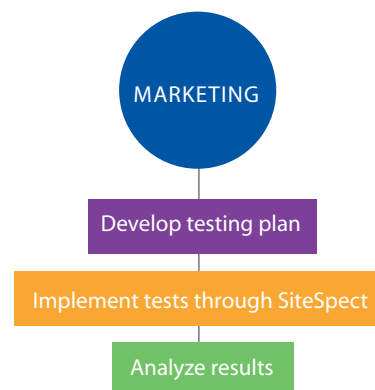 MARKETING
Develop testing plan
Implement tests through SiteSpect
Analyze results